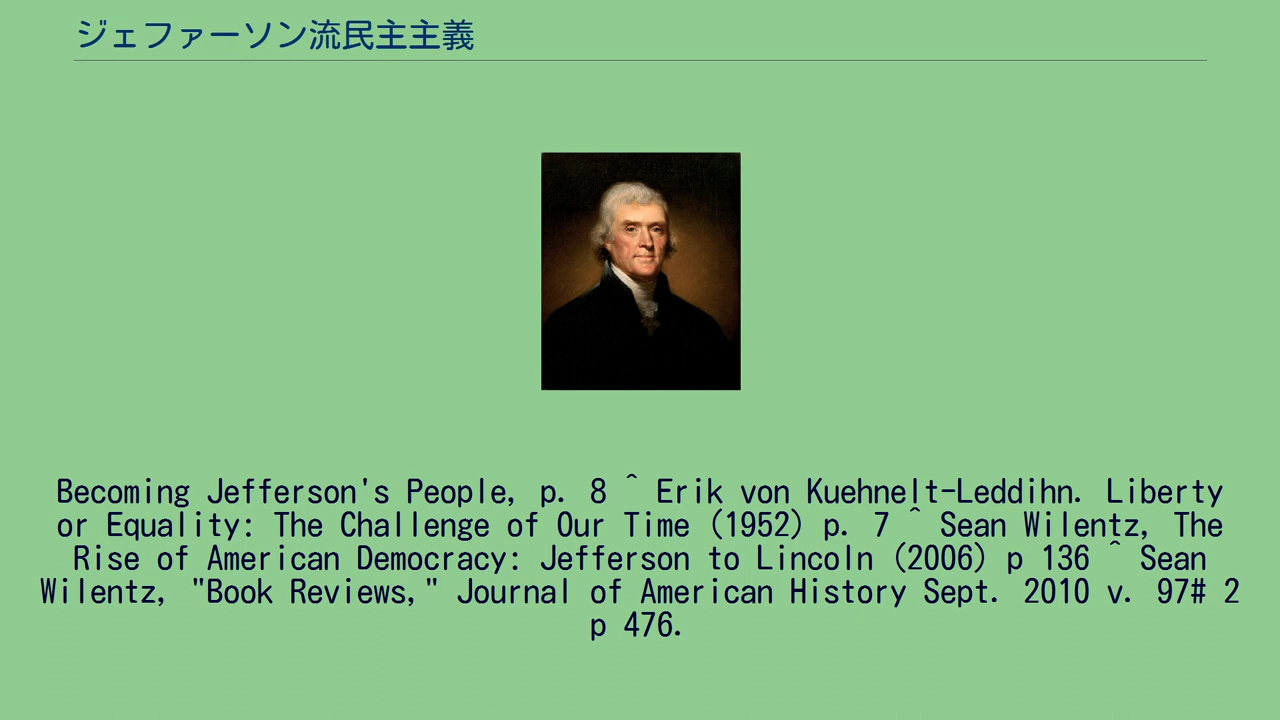 ジェファーソン流民主主義
Becoming Jefferson's People, p. 8 ^ Erik von Kuehnelt-Leddihn. Liberty
or Equality: The Challenge of Our Time (1952) p. 7 ^ Sean Wilentz, The
Rise of American Democracy: Jefferson to Lincoln (2006) p 136 ^ Sean
Wilentz, "Book Reviews," Journal of American History Sept. 2010 v. 97# 2
p 476.